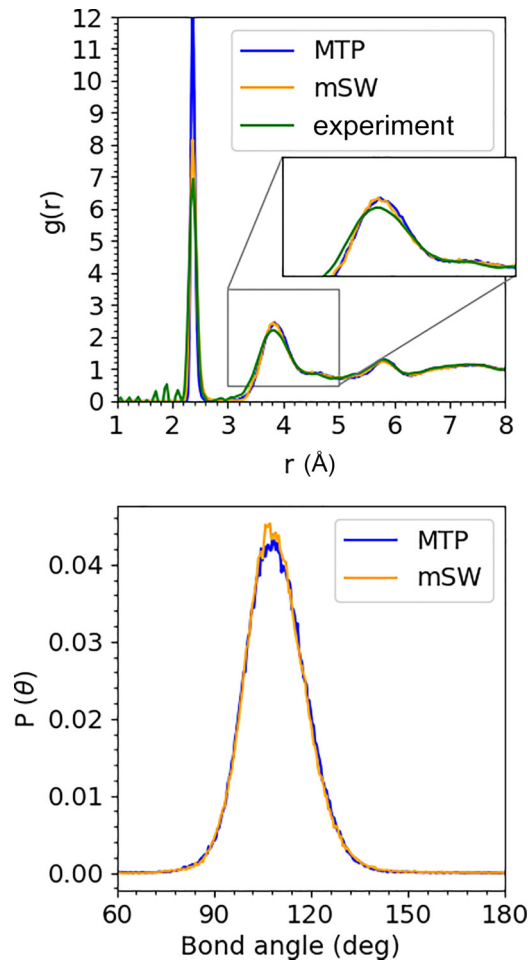 12
11
10
9
8
7
6
5
4
3
2
1
0
g(r)
MTP
mSW
experiment
1 2 3 4 5 6 7 8
r (Å)
0.04
0.03
0.02
0.01
0.00
P (θ)
MTP
mSW
60 90 120 150 180
Bond angle (deg)